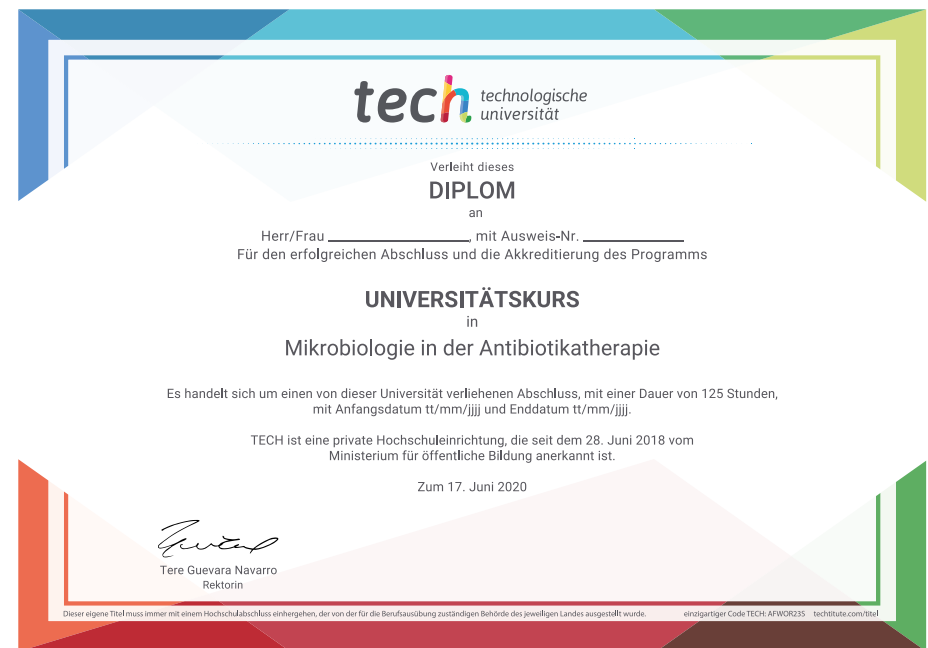 tech technologische
universität
Verleiht dieses
DIPLOM
an
Herr/Frau ____________________, mit Ausweis-Nr. ______________
Für den erfolgreichen Abschluss und die Akkreditierung des Programms
UNIVERSITÄTSKURS
in
Mikrobiologie in der Antibiotikatherapie
Es handelt sich um einen von dieser Universität verliehenen Abschluss, mit einer Dauer von 125 Stunden,
mit Anfangsdatum tt/mm/jjjj und Enddatum tt/mm/jjjj.
TECH ist eine private Hochschuleinrichtung, die seit dem 28. Juni 2018 vom
Ministerium für öffentliche Bildung anerkannt ist.
Zum 17. Juni 2020
Tere Guevara Navarro
Rektorin
Dieser eigene Titel muss immer mit einem Hochschulabschluss einhergehen, der von der für die Berufsausübung zuständigen Behörde des jeweiligen Landes ausgestellt wurde. einzigartiger Code TECH: AFWOR23S techtitute.com/titel